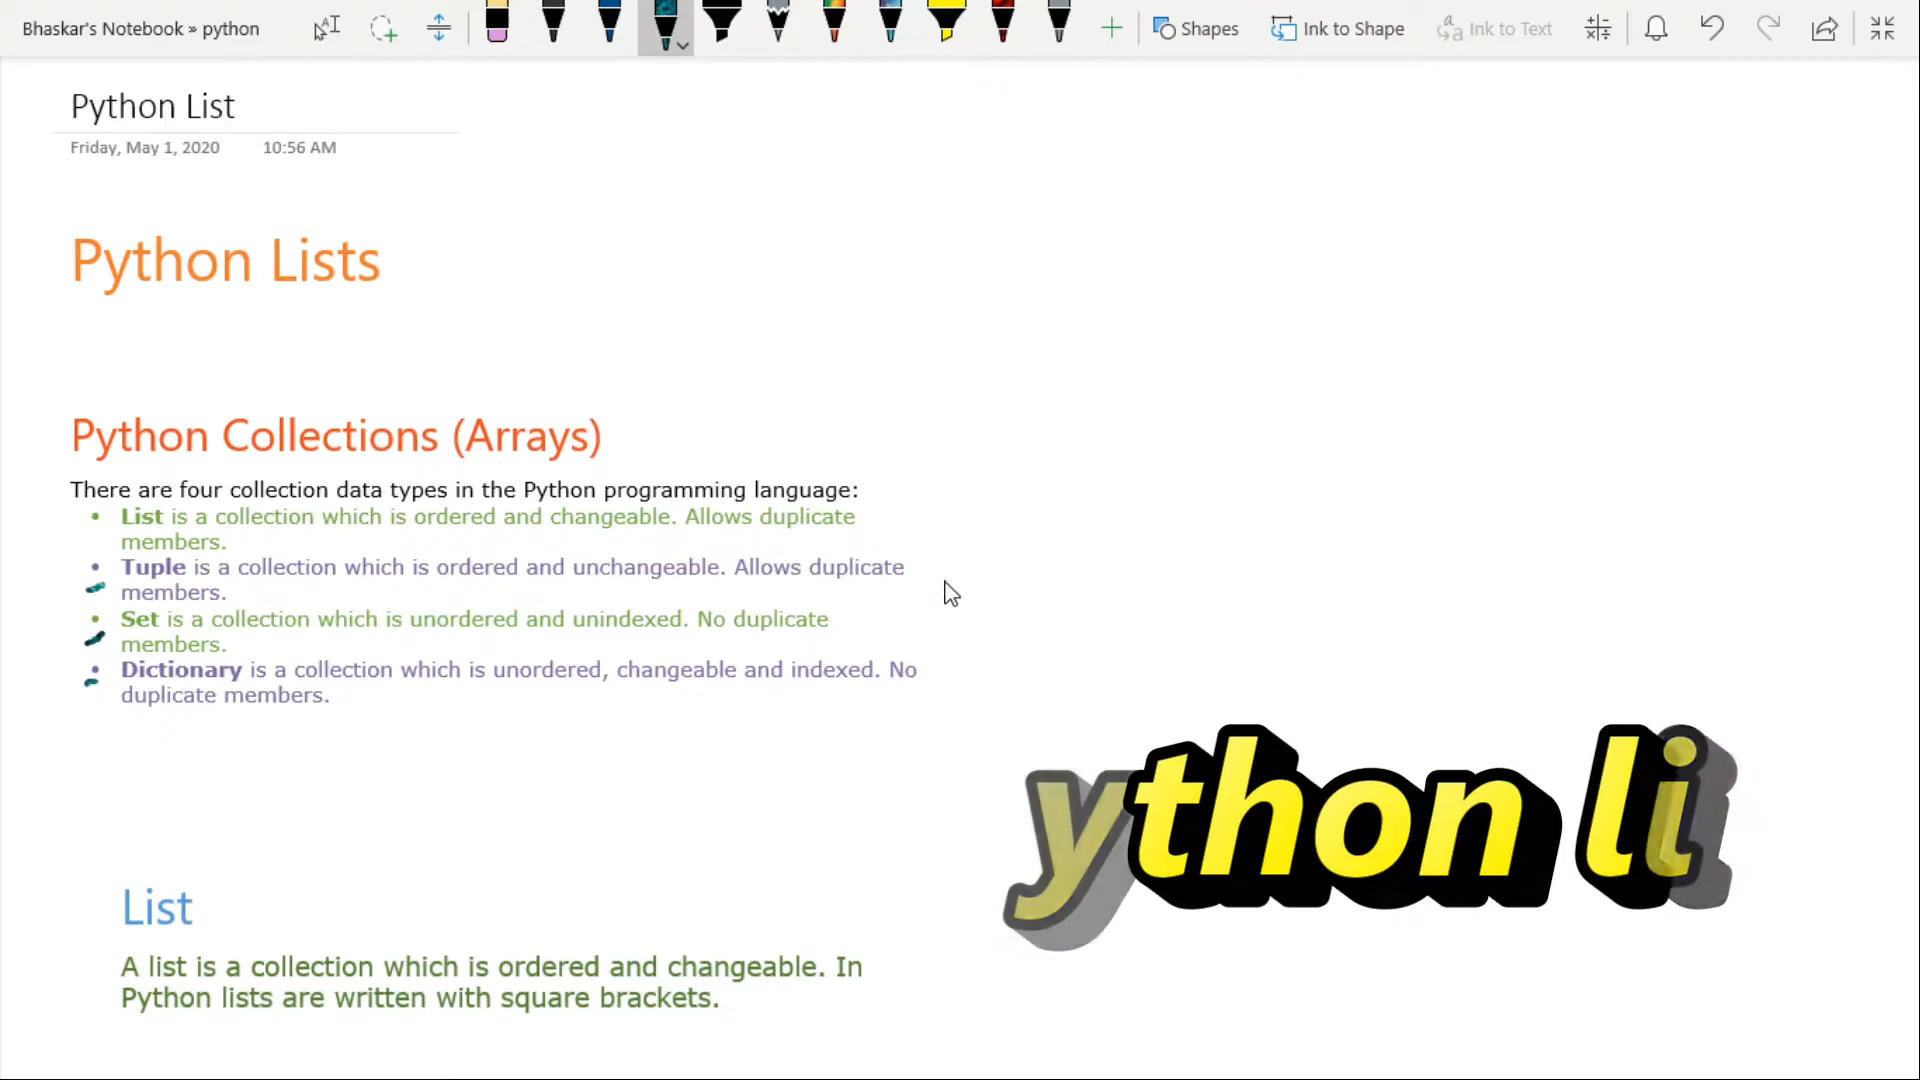 Bhaskar's Notebook » python
Shapes
Ink to Shape
Ink to Text
Python List
Friday, May 1, 2020 10:56 AM
Python Lists
Python Collections (Arrays)
There are four collection data types in the Python programming language:
• List is a collection which is ordered and changeable. Allows duplicate
members.
• Tuple is a collection which is ordered and unchangeable. Allows duplicate
members.
• Set is a collection which is unordered and unindexed. No duplicate
members.
• Dictionary is a collection which is unordered, changeable and indexed. No
duplicate members.
ython li
List
A list is a collection which is ordered and changeable. In
Python lists are written with square brackets.